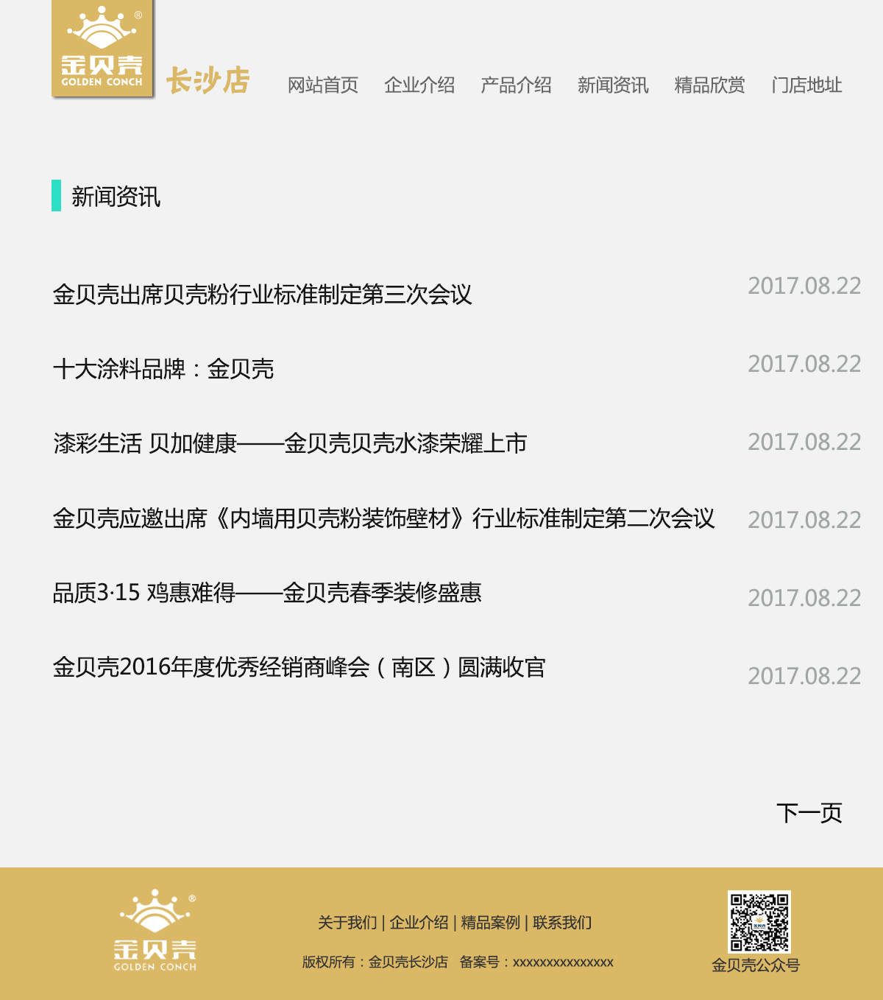 金贝壳®
GOLDEN CONCH
长沙店
网站首页 企业介绍 产品介绍 新闻资讯 精品欣赏 门店地址
新闻资讯
金贝壳出席贝壳粉行业标准制定第三次会议 2017.08.22
十大涂料品牌：金贝壳 2017.08.22
漆彩生活 贝加健康——金贝壳贝壳水漆荣耀上市 2017.08.22
金贝壳应邀出席《内墙用贝壳粉装饰壁材》行业标准制定第二次会议 2017.08.22
品质3·15 鸡惠难得——金贝壳春季装修盛惠 2017.08.22
金贝壳2016年度优秀经销商峰会（南区）圆满收官 2017.08.22
下一页
金贝壳®
GOLDEN CONCH
关于我们 | 企业介绍 | 精品案例 | 联系我们
版权所有：金贝壳长沙店 备案号：xxxxxxxxxxxxxxx
金贝壳公众号